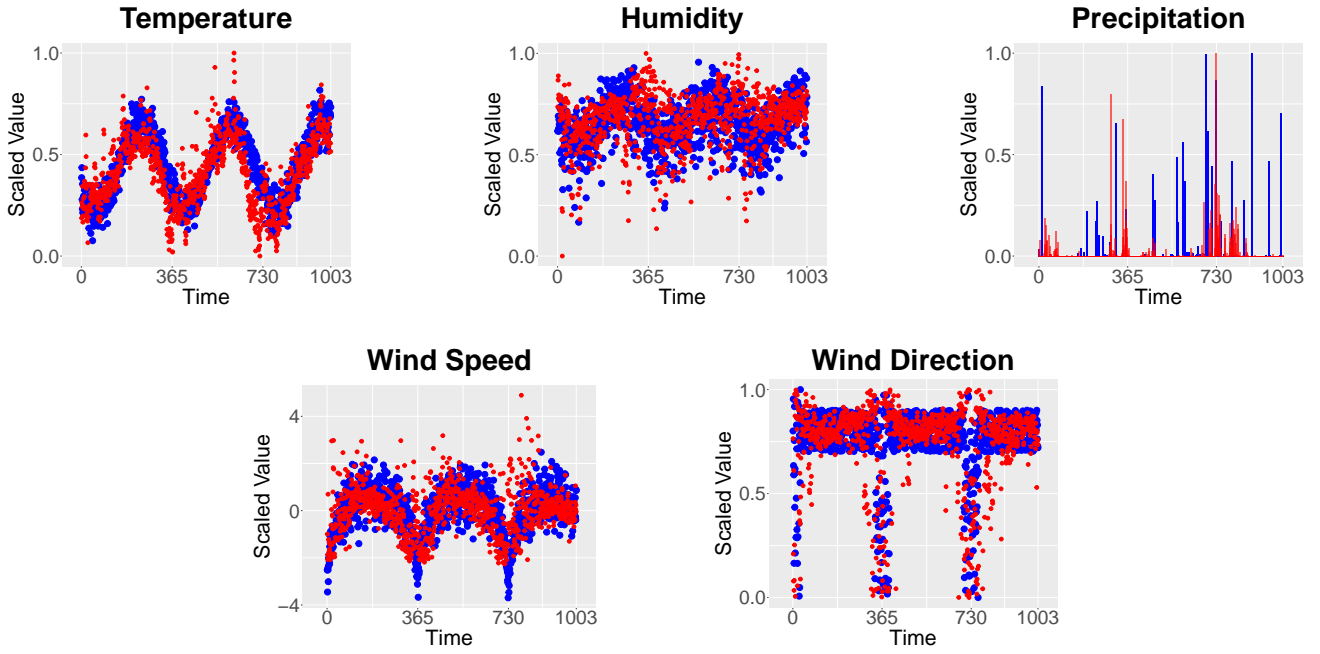 Temperature
Humidity
Precipitation
1.0
0.5
0.0
Scaled Value
0
365
730
1003
Time
1.0
0.5
0.0
Scaled Value
0
365
730
1003
Time
1.0
0.5
0.0
Scaled Value
0
365
730
1003
Time
Wind Speed
Wind Direction
4
0
−4
Scaled Value
0
365
730
1003
Time
1.0
0.5
0.0
Scaled Value
0
365
730
1003
Time